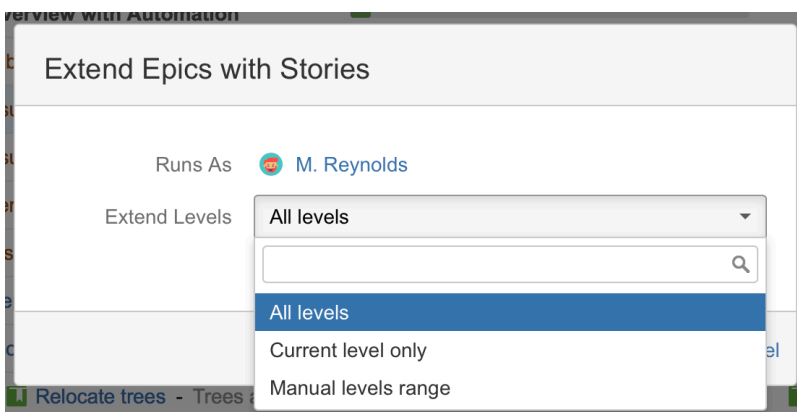 verview with Automation
Extend Epics with Stories
Runs As M. Reynolds
Extend Levels All levels
All levels
Current level only
Manual levels range
Relocate trees - Trees